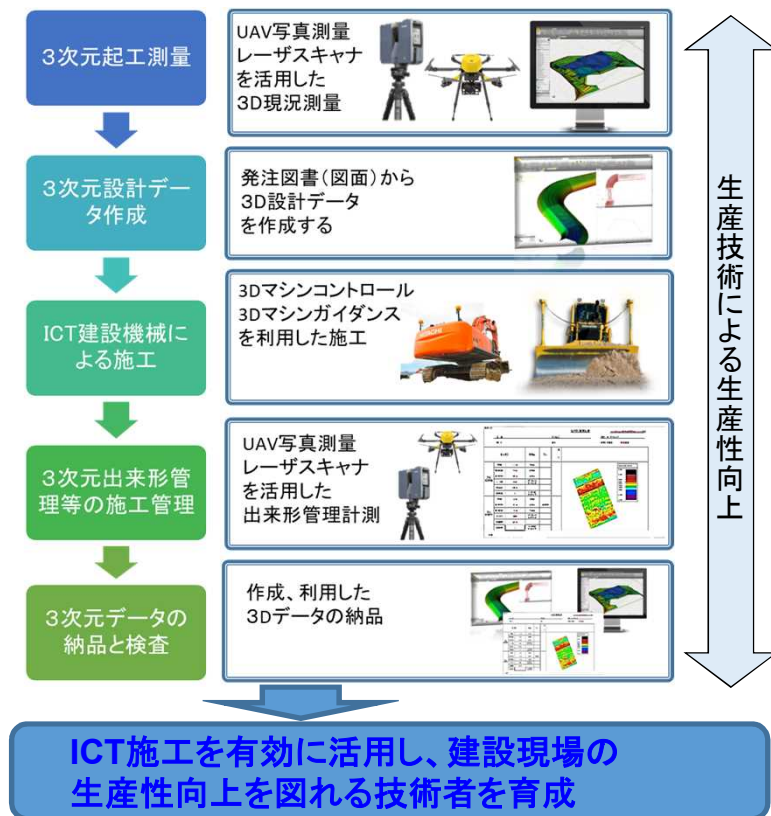 3次元起工測量
UAV写真測量
レーザスキャナ
を活用した
3D現況測量
3次元設計デー
タ作成
発注図書(図面)から
3D設計データ
を作成する
ICT建設機械に
よる施工
3Dマシンコントロール
3Dマシンガイダンス
を利用した施工
HITACHI
3次元出来形管
理等の施工管理
UAV写真測量
レーザスキャナ
を活用した
出来形管理計測
3次元データの
納品と検査
作成、利用した
3Dデータの納品
生産技術による生産性向上
ICT施工を有効に活用し、建設現場の
生産性向上を図れる技術者を育成